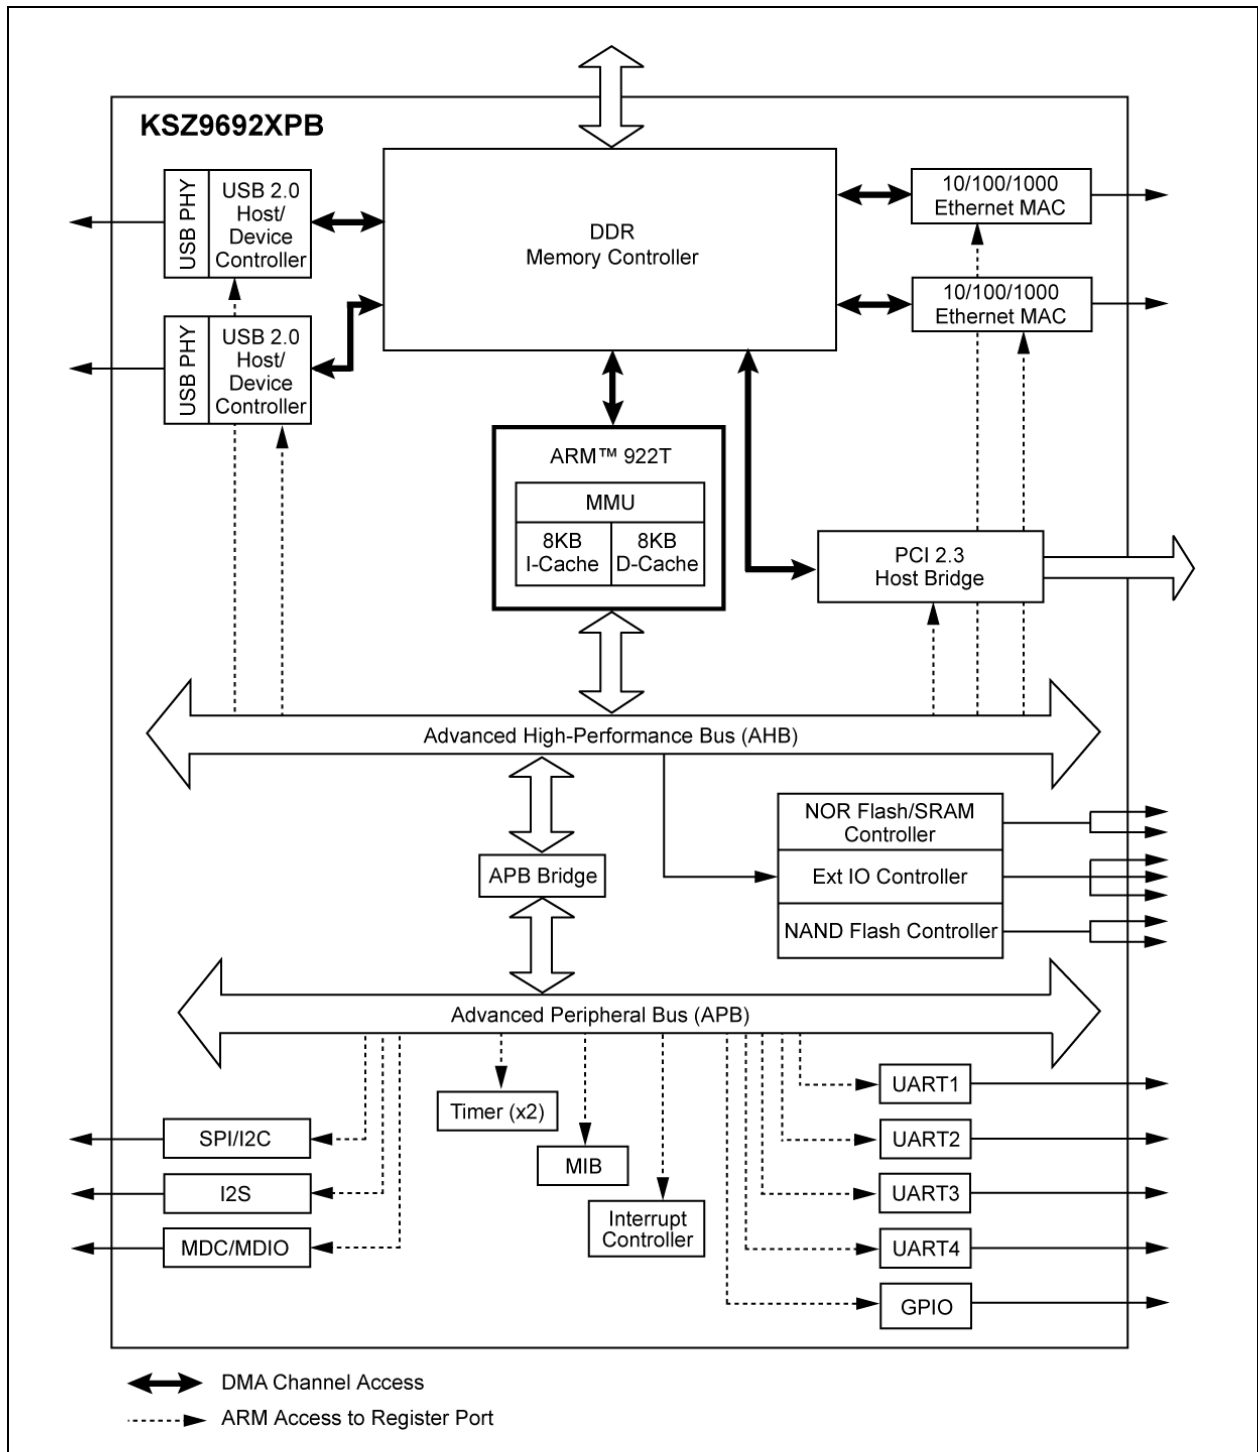 KSZ9692XPB
USB PHY
USB 2.0
Host/
Device
Controller
USB PHY
USB 2.0
Host/
Device
Controller
DDR
Memory Controller
10/100/1000
Ethernet MAC
10/100/1000
Ethernet MAC
ARM™ 922T
MMU
8KB
I-Cache
8KB
D-Cache
PCI 2.3
Host Bridge
Advanced High-Performance Bus (AHB)
NOR Flash/SRAM
Controller
APB Bridge
Ext IO Controller
NAND Flash Controller
Advanced Peripheral Bus (APB)
SPI/I2C
I2S
MDC/MDIO
Timer (x2)
MIB
Interrupt
Controller
UART1
UART2
UART3
UART4
GPIO
DMA Channel Access
ARM Access to Register Port